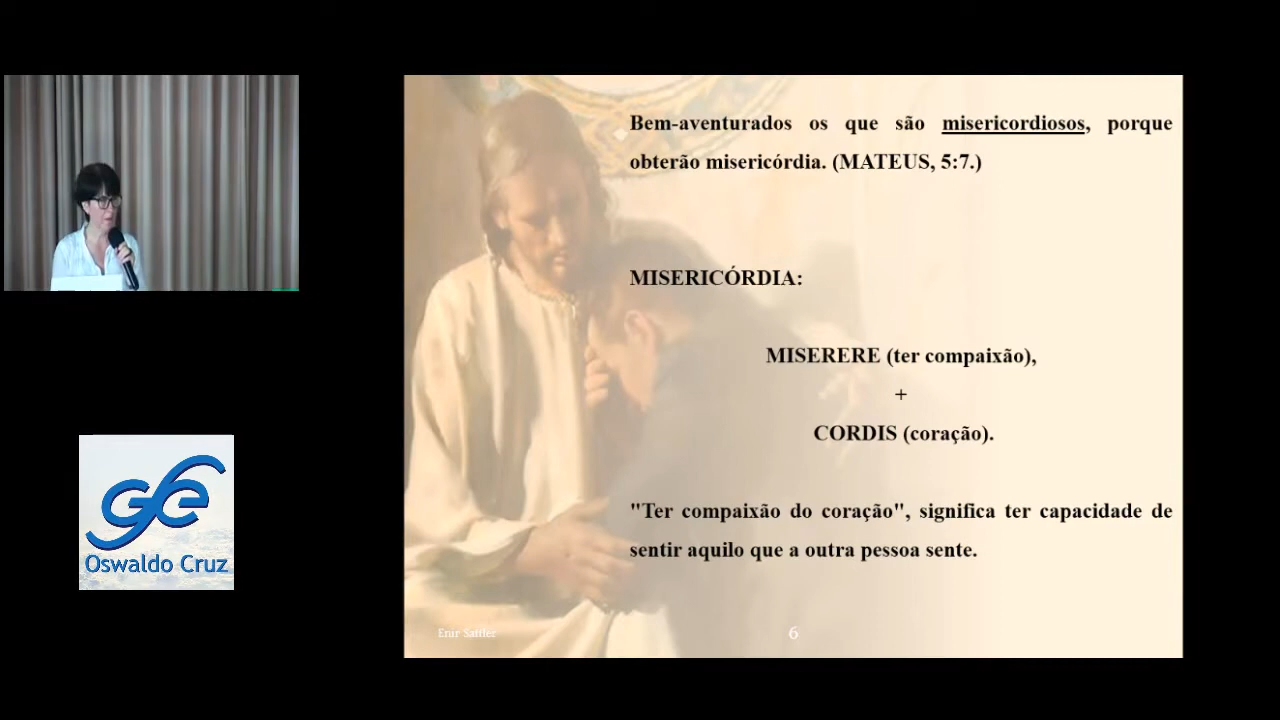 Bem-aventurados os que são misericordiosos, porque
obterão misericórdia. (MATEUS, 5:7.)
MISERICÓRDIA:
MISERERE (ter compaixão),
+
CORDIS (coração).
"Ter compaixão do coração", significa ter capacidade de
sentir aquilo que a outra pessoa sente.
Enir Sattler
6
gfe
Oswaldo Cruz